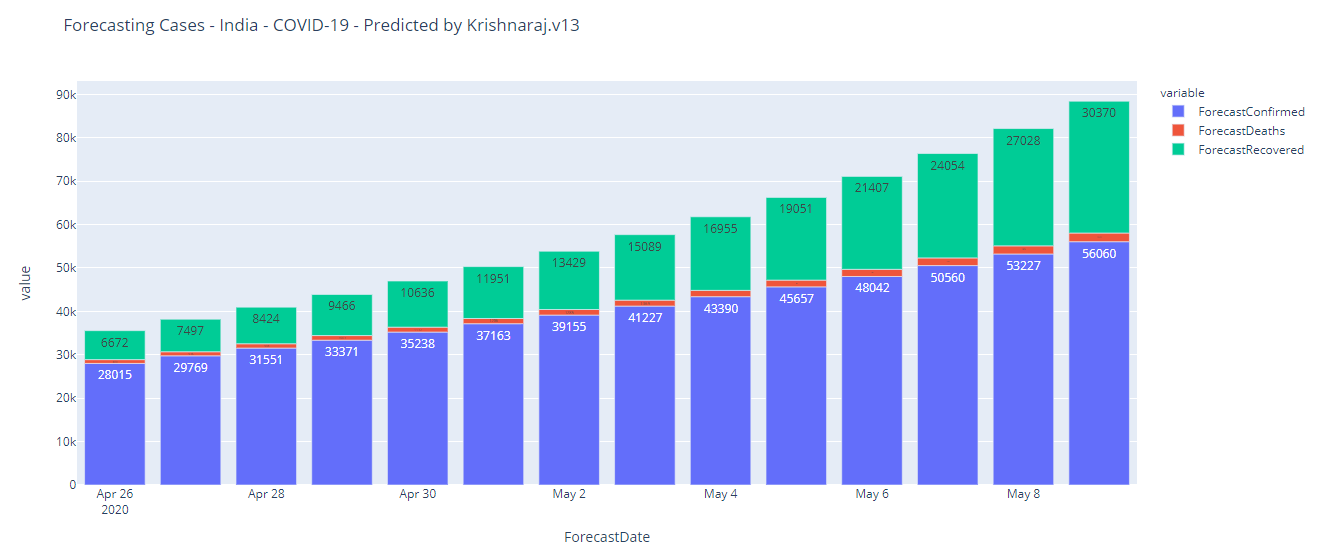 Forecasting Cases - India - COVID-19 - Predicted by Krishnaraj.v13
variable
ForecastConfirmed
ForecastDeaths
ForecastRecovered
90k
80k
70k
60k
50k
40k
30k
20k
10k
0
value
6672
7497
8424
9466
10636
11951
13429
15089
16955
19051
21407
24054
27028
30370
28015
29769
31551
33371
35238
37163
39155
41227
43390
45657
48042
50560
53227
56060
Apr 26
2020
Apr 28
Apr 30
May 2
May 4
May 6
May 8
ForecastDate